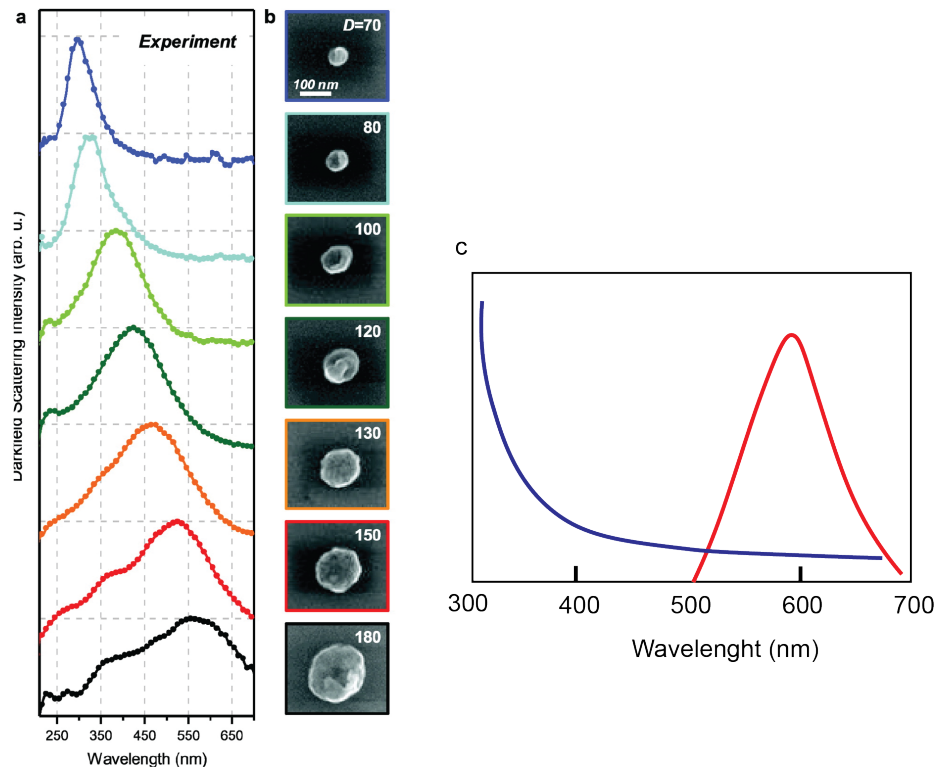 a
Experiment
Darkfield Scattering Intensity (arb. u.)
250 350 450 550 650
Wavelength (nm)
b
D=70
100 nm
80
100
120
130
150
180
c
300 400 500 600 700
Wavelenght (nm)